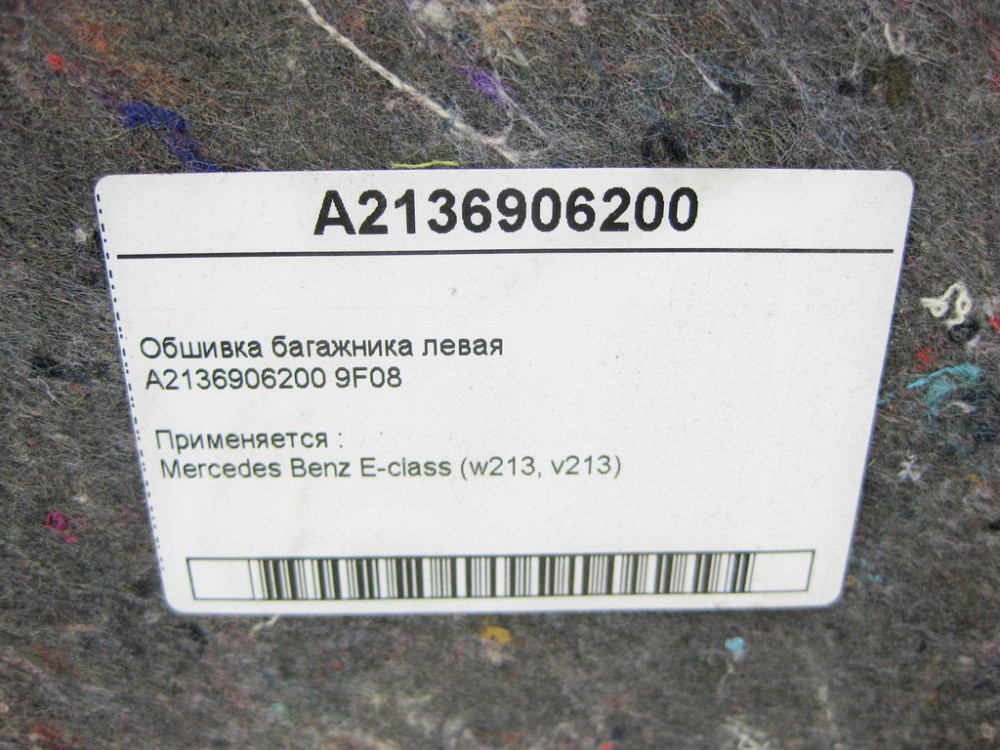 A2136906200
Обшивка багажника левая
A2136906200 9F08
Применяется :
Mercedes Benz E-class (w213, v213)